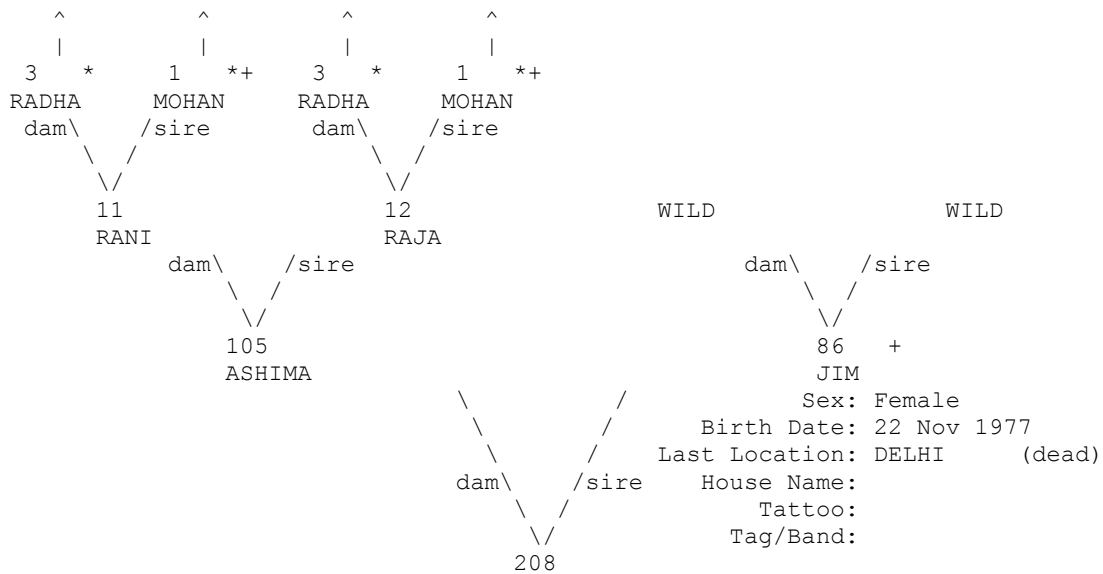 ^ ^ ^ ^
| | | |
3 * 1 *+ 3 * 1 *+
RADHA MOHAN RADHA MOHAN
dam\ /sire dam\ /sire
\ / \ /
\/ \/
11 12 WILD WILD
RANI RAJA
dam\ /sire dam\ /sire
\ / \ /
\/ \/
105 86 +
ASHIMA JIM
\ / Sex: Female
\ / Birth Date: 22 Nov 1977
\ / Last Location: DELHI (dead)
dam\ /sire House Name:
\ / Tattoo:
\/ Tag/Band:
208